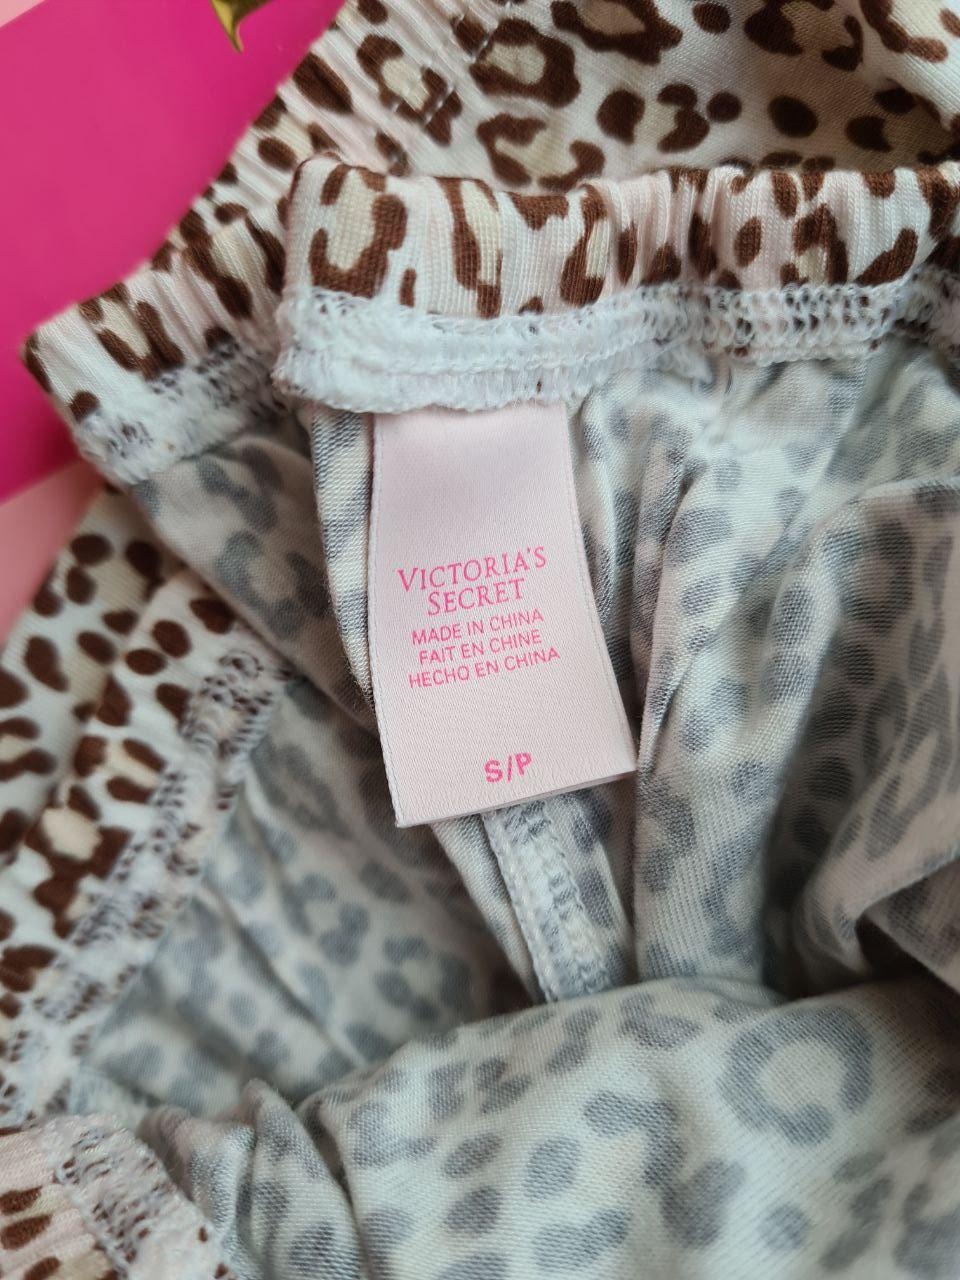 VICTORIA'S
SECRET
MADE IN CHINA
FAIT EN CHINE
HECHO EN CHINA
S/P